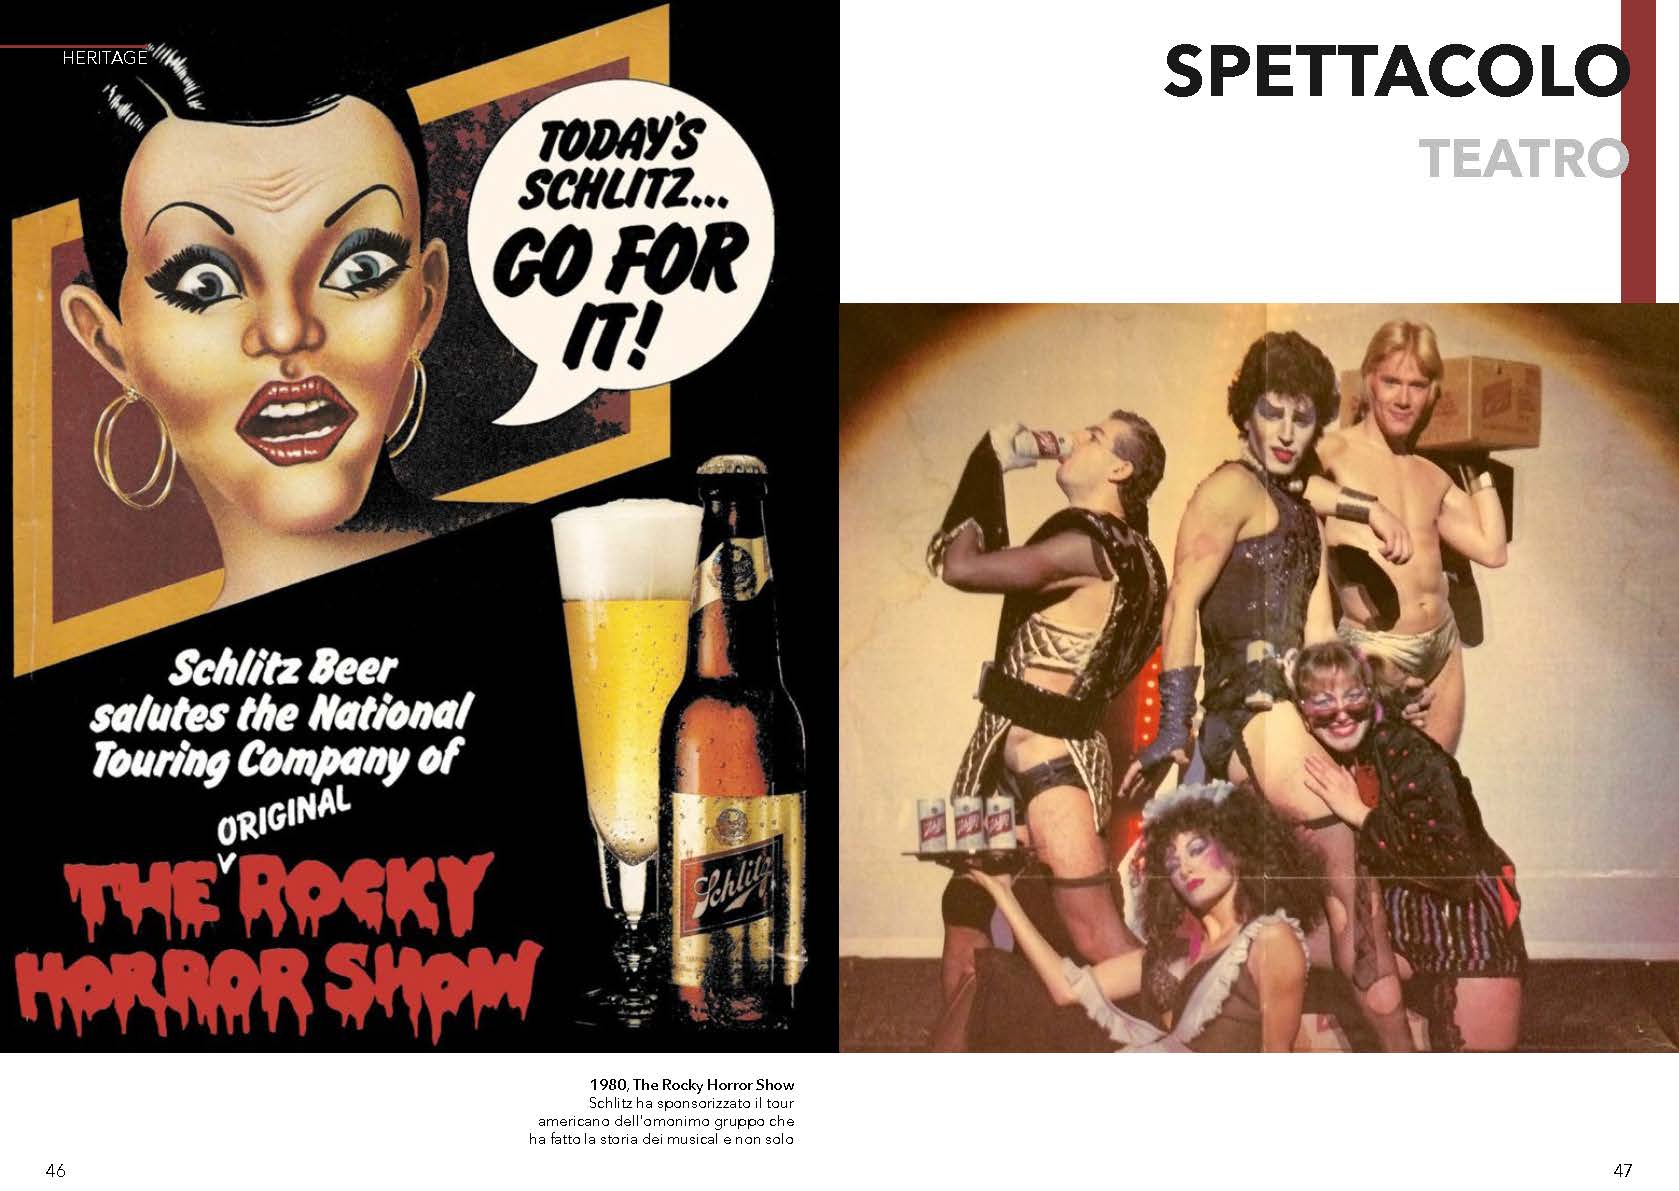 HERITAGE
TODAY'S
SCHLITZ...
GO FOR
IT!
Schlitz Beer
salutes the National
Touring Company of
ORIGINAL
THE ROCKY
HORROR SHOW
Schlitz
1980, The Rocky Horror Show
Schlitz ha sponsorizzato il tour
americano dell'omonimo gruppo che
ha fatto la storia dei musical e non solo
46
SPETTACOLO
TEATRO
47